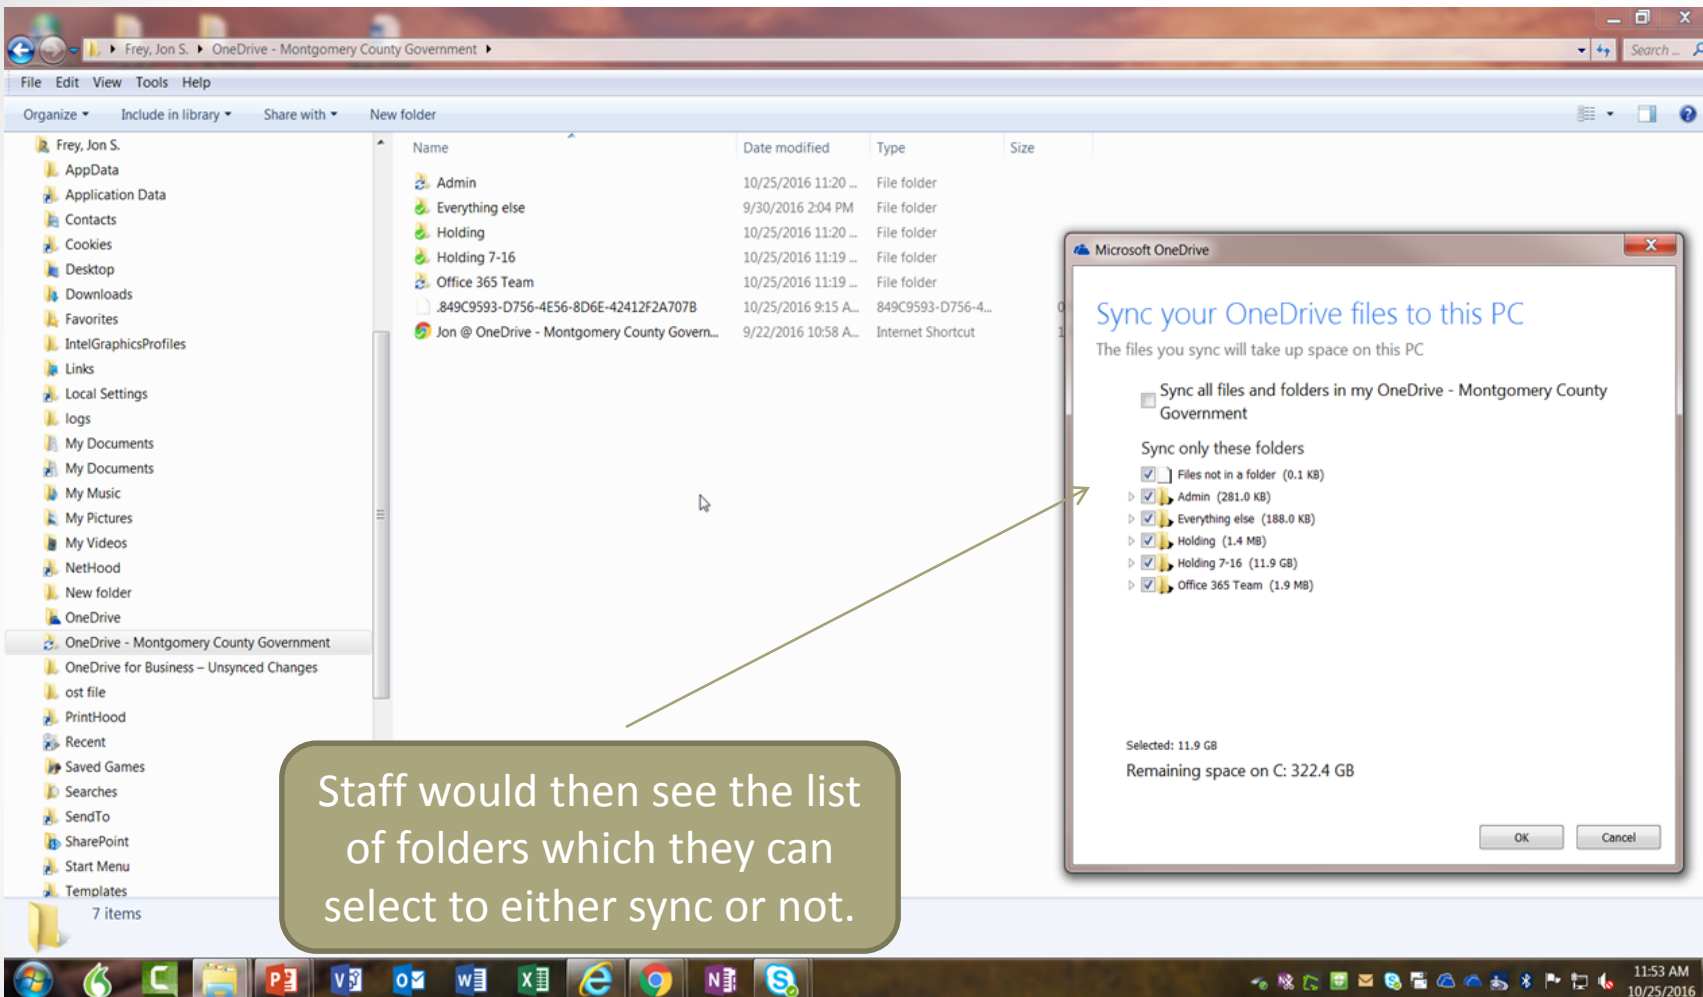 Frey, Jon S. OneDrive - Montgomery County Government
Search ...
File Edit View Tools Help
Organize Include in library Share with New folder
Frey, Jon S.
AppData
Application Data
Contacts
Cookies
Desktop
Downloads
Favorites
IntelGraphicsProfiles
Links
Local Settings
logs
My Documents
My Documents
My Music
My Pictures
My Videos
NetHood
New folder
OneDrive
OneDrive - Montgomery County Government
OneDrive for Business – Unsynced Changes
ost file
PrintHood
Recent
Saved Games
Searches
SendTo
SharePoint
Start Menu
Templates
Name Date modified Type Size
Admin 10/25/2016 11:20 ... File folder
Everything else 9/30/2016 2:04 PM File folder
Holding 10/25/2016 11:20 ... File folder
Holding 7-16 10/25/2016 11:19 ... File folder
Office 365 Team 10/25/2016 11:19 ... File folder
.849C9593-D756-4E56-8D6E-42412F2A707B 10/25/2016 9:15 A... 849C9593-D756-4... 0
Jon @ OneDrive - Montgomery County Govern... 9/22/2016 10:58 A... Internet Shortcut 1
Microsoft OneDrive
Sync your OneDrive files to this PC
The files you sync will take up space on this PC
Sync all files and folders in my OneDrive - Montgomery County
Government
Sync only these folders
Files not in a folder (0.1 KB)
Admin (281.0 KB)
Everything else (188.0 KB)
Holding (1.4 MB)
Holding 7-16 (11.9 GB)
Office 365 Team (1.9 MB)
Selected: 11.9 GB
Remaining space on C: 322.4 GB
OK Cancel
Staff would then see the list
of folders which they can
select to either sync or not.
7 items
11:53 AM
10/25/2016